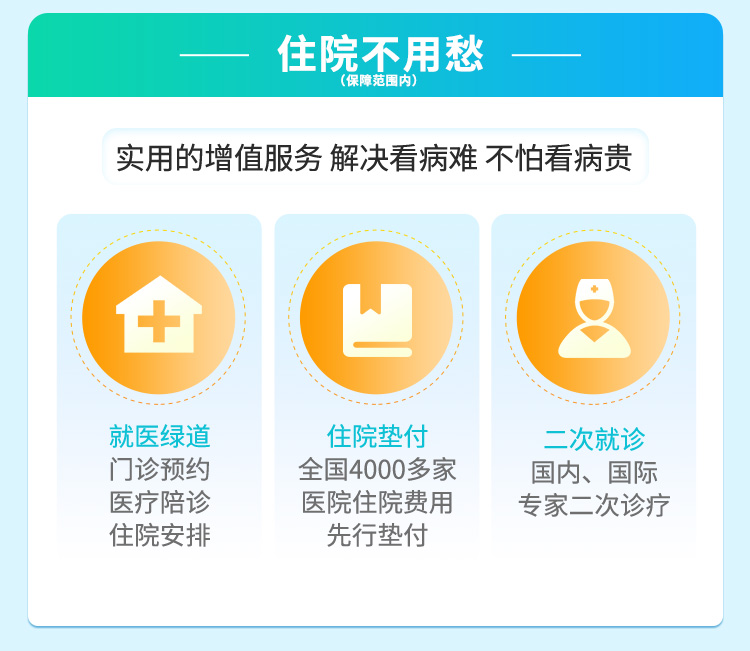 住院不用愁
（保障范围内）
实用的增值服务 解决看病难 不怕看病贵
就医绿道
门诊预约
医疗陪诊
住院安排
住院垫付
全国4000多家
医院住院费用
先行垫付
二次就诊
国内、国际
专家二次诊疗